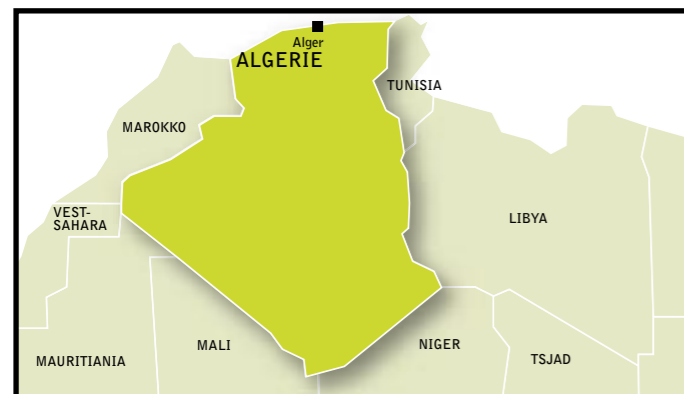 Alger
ALGERIE
TUNISIA
MAROKKO
VEST-
SAHARA
LIBYA
MALI
NIGER
TSJAD
MAURITIANIA